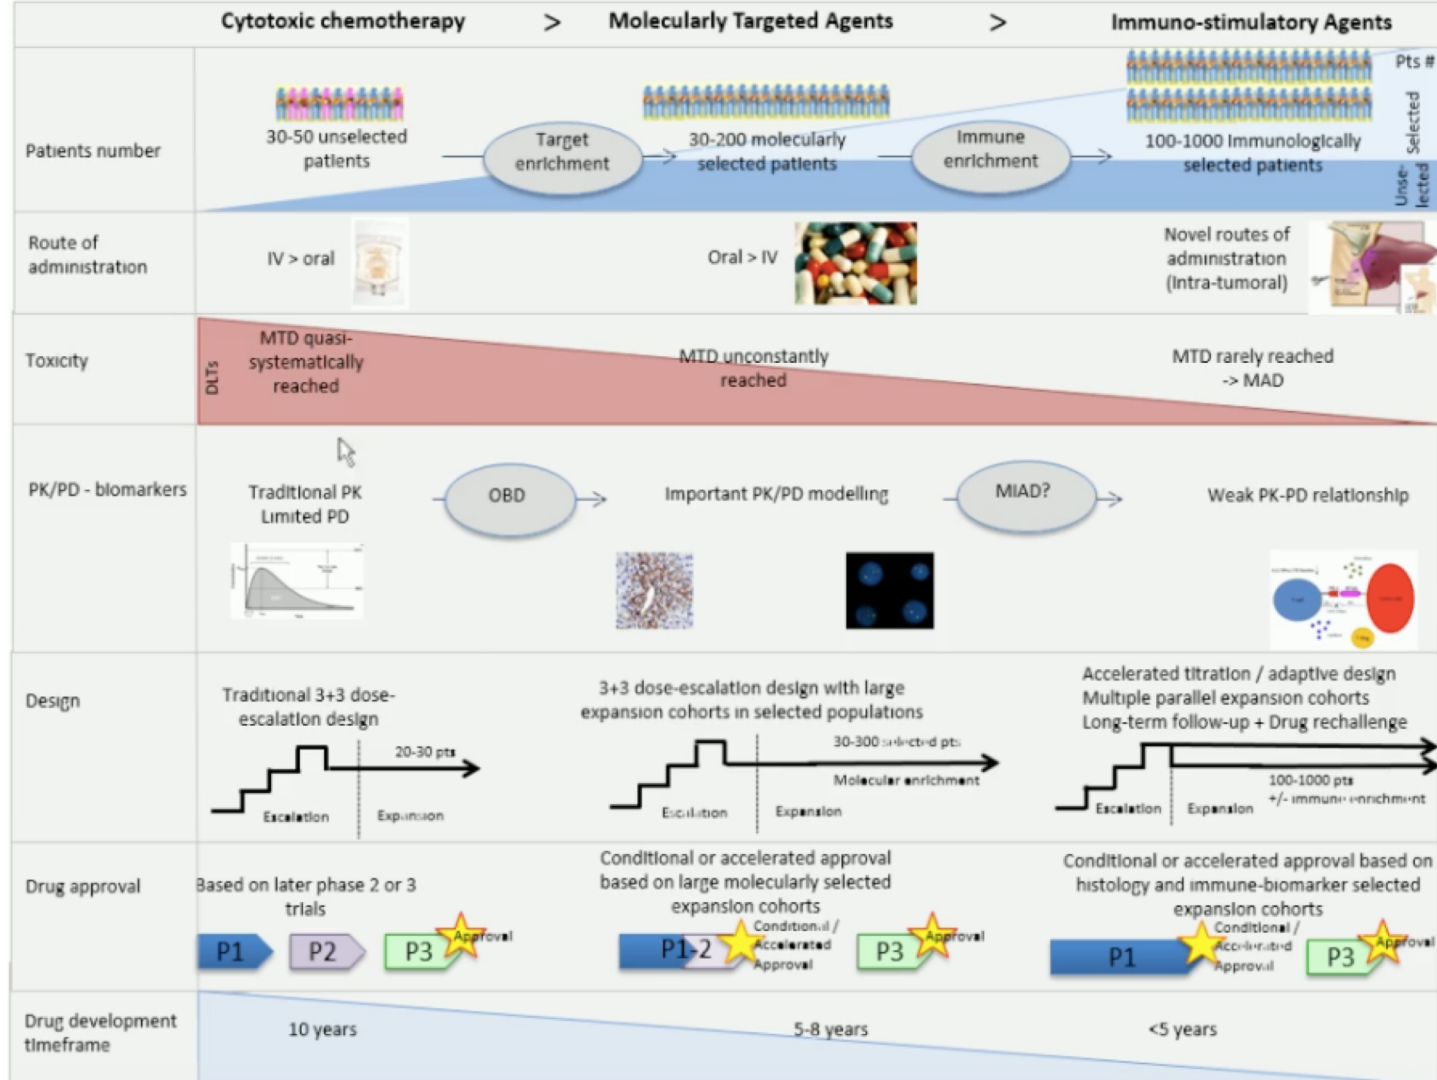 Cytotoxic chemotherapy > Molecularly Targeted Agents > Immuno-stimulatory Agents
Patients number
30-50 unselected
patients
Target
enrichment
30-200 molecularly
selected patients
Immune
enrichment
100-1000 Immunologically
selected patients
Pts #
Selected
Unse-
lected
Route of
administration
IV > oral
Oral > IV
Novel routes of
administration
(Intra-tumoral)
Toxicity
DLTs
MTD quasi-
systematically
reached
MTD unconstantly
reached
MTD rarely reached
-> MAD
PK/PD - biomarkers
Traditional PK
Limited PD
OBD
Important PK/PD modelling
MIAD?
Weak PK-PD relationship
Design
Traditional 3+3 dose-
escalation design
20-30 pts
Escalation
Expansion
3+3 dose-escalation design with large
expansion cohorts in selected populations
30-300 selected pts
Molecular enrichment
Escalation
Expansion
Accelerated titration / adaptive design
Multiple parallel expansion cohorts
Long-term follow-up + Drug rechallenge
100-1000 pts
+/- immune enrichment
Escalation
Expansion
Drug approval
Based on later phase 2 or 3
trials
P1
P2
P3
Approval
Conditional or accelerated approval
based on large molecularly selected
expansion cohorts
P1-2
Conditional /
Accelerated
Approval
P3
Approval
Conditional or accelerated approval based on
histology and immune-biomarker selected
expansion cohorts
P1
Conditional /
Accelerated
Approval
P3
Approval
Drug development
timeframe
10 years
5-8 years
<5 years